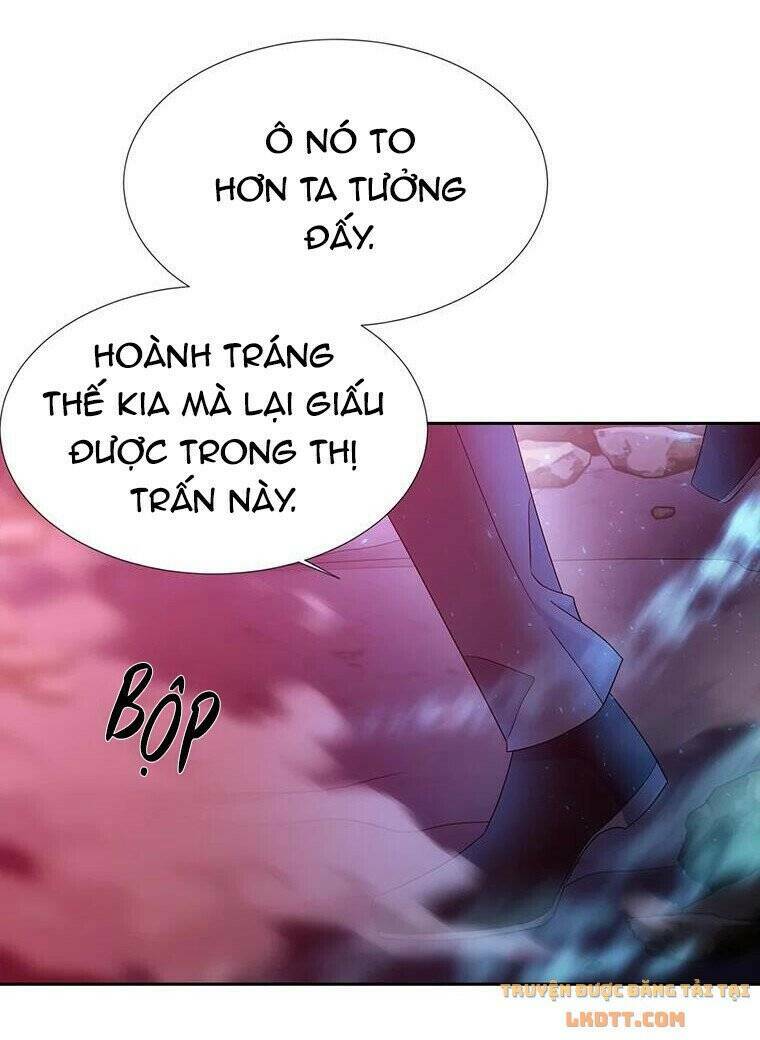 Ô NÓ TO
HƠN TA TƯỞNG
ĐẤY.
HOÀNH TRÁNG
THẾ KIA MÀ LẠI GIẤU
ĐƯỢC TRONG THỊ
TRẤN NÀY.
BỘP
TRUYỆN ĐƯỢC ĐĂNG TẢI TẠI
LKDTT.COM